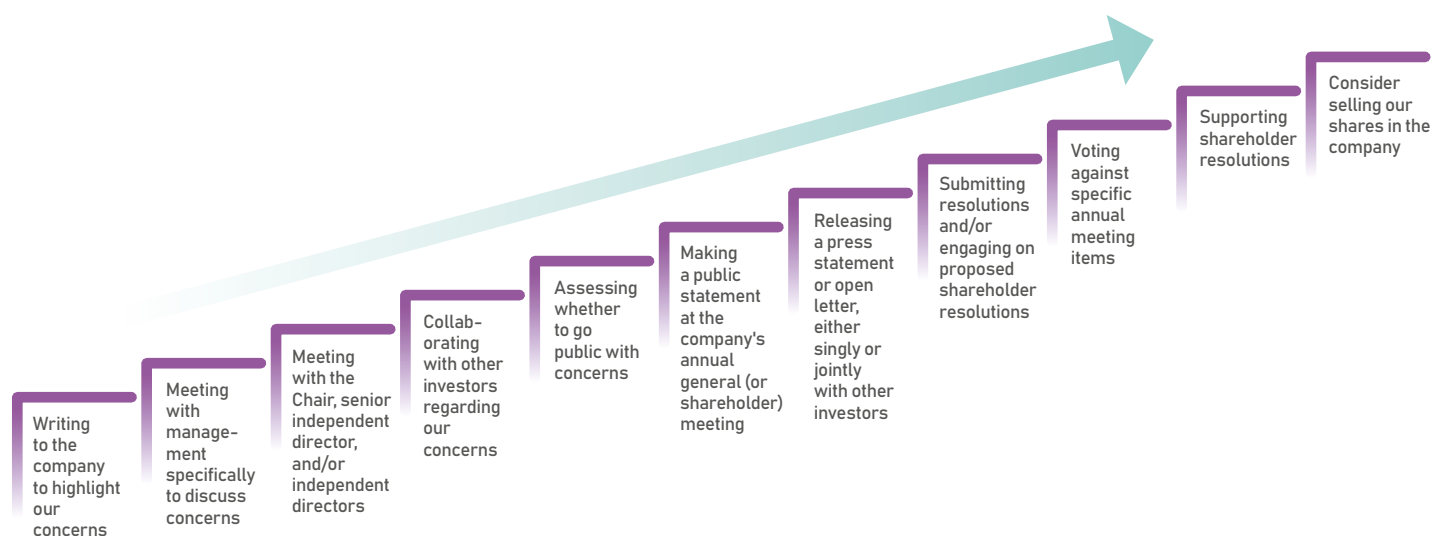 Writing
to the
company
to highlight
our
concerns
Meeting
with
manage-
ment
specifically
to discuss
concerns
Meeting
with the
Chair, senior
independent
director,
and/or
independent
directors
Collab-
orating
with other
investors
regarding
our
concerns
Assessing
whether
to go
public with
concerns
Making
a public
statement
at the
company's
annual
general (or
shareholder)
meeting
Releasing
a press
statement
or open
letter,
either
singly or
jointly
with other
investors
Submitting
resolutions
and/or
engaging on
proposed
shareholder
resolutions
Voting
against
specific
annual
meeting
items
Supporting
shareholder
resolutions
Consider
selling our
shares in the
company